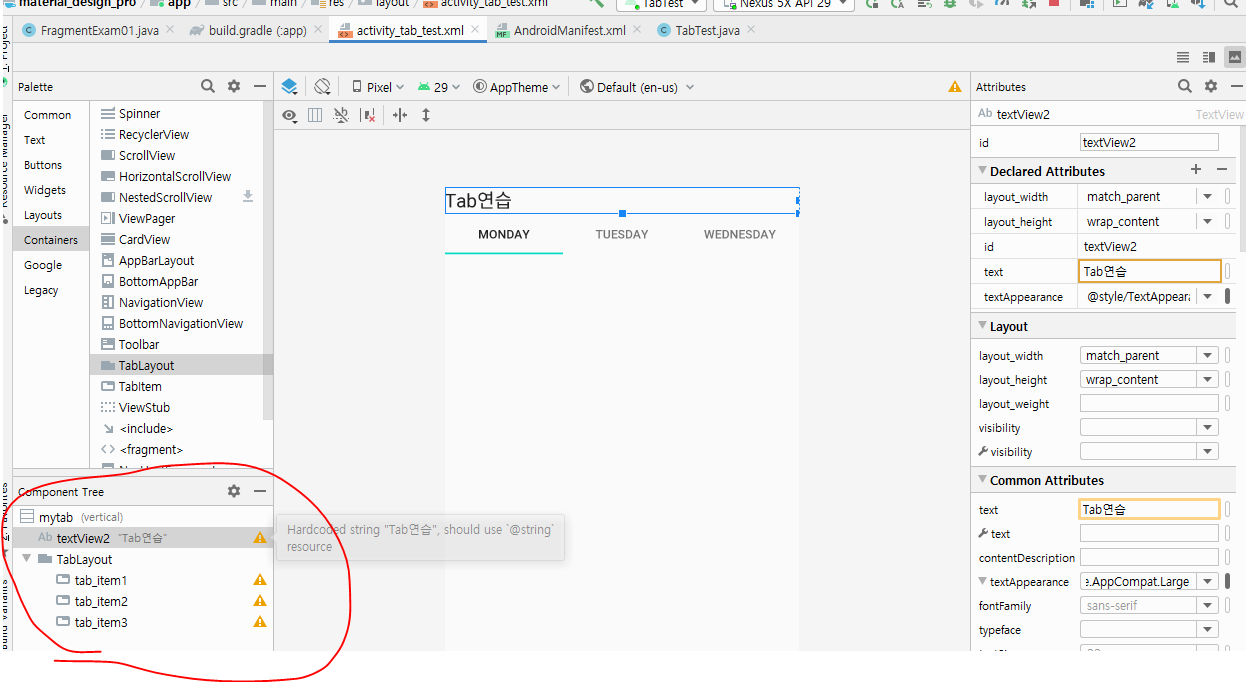 material_design_pro app src main res layout activity_tab_test.xml TabTest Nexus 5X API 29
FragmentExam01.java build.gradle (:app) activity_tab_test.xml AndroidManifest.xml TabTest.java
Palette
Pixel 29 AppTheme Default (en-us)
Attributes
Common
Text
Buttons
Widgets
Layouts
Containers
Google
Legacy
Spinner
RecyclerView
ScrollView
HorizontalScrollView
NestedScrollView
ViewPager
CardView
AppBarLayout
BottomAppBar
NavigationView
BottomNavigationView
Toolbar
TabLayout
TabItem
ViewStub
<include>
<fragment>
Resource Manager
Component Tree
mytab (vertical)
Ab textView2 "Tab연습"
TabLayout
tab_item1
tab_item2
tab_item3
Hardcoded string "Tab연습", should use `@string`
resource
Tab연습
MONDAY TUESDAY WEDNESDAY
Ab textView2 TextView
id textView2
Declared Attributes
layout_width match_parent
layout_height wrap_content
id textView2
text Tab연습
textAppearance @style/TextAppeara
Layout
layout_width match_parent
layout_height wrap_content
layout_weight
visibility
visibility
Common Attributes
text Tab연습
text
contentDescription
textAppearance e.AppCompat.Large
fontFamily sans-serif
typeface